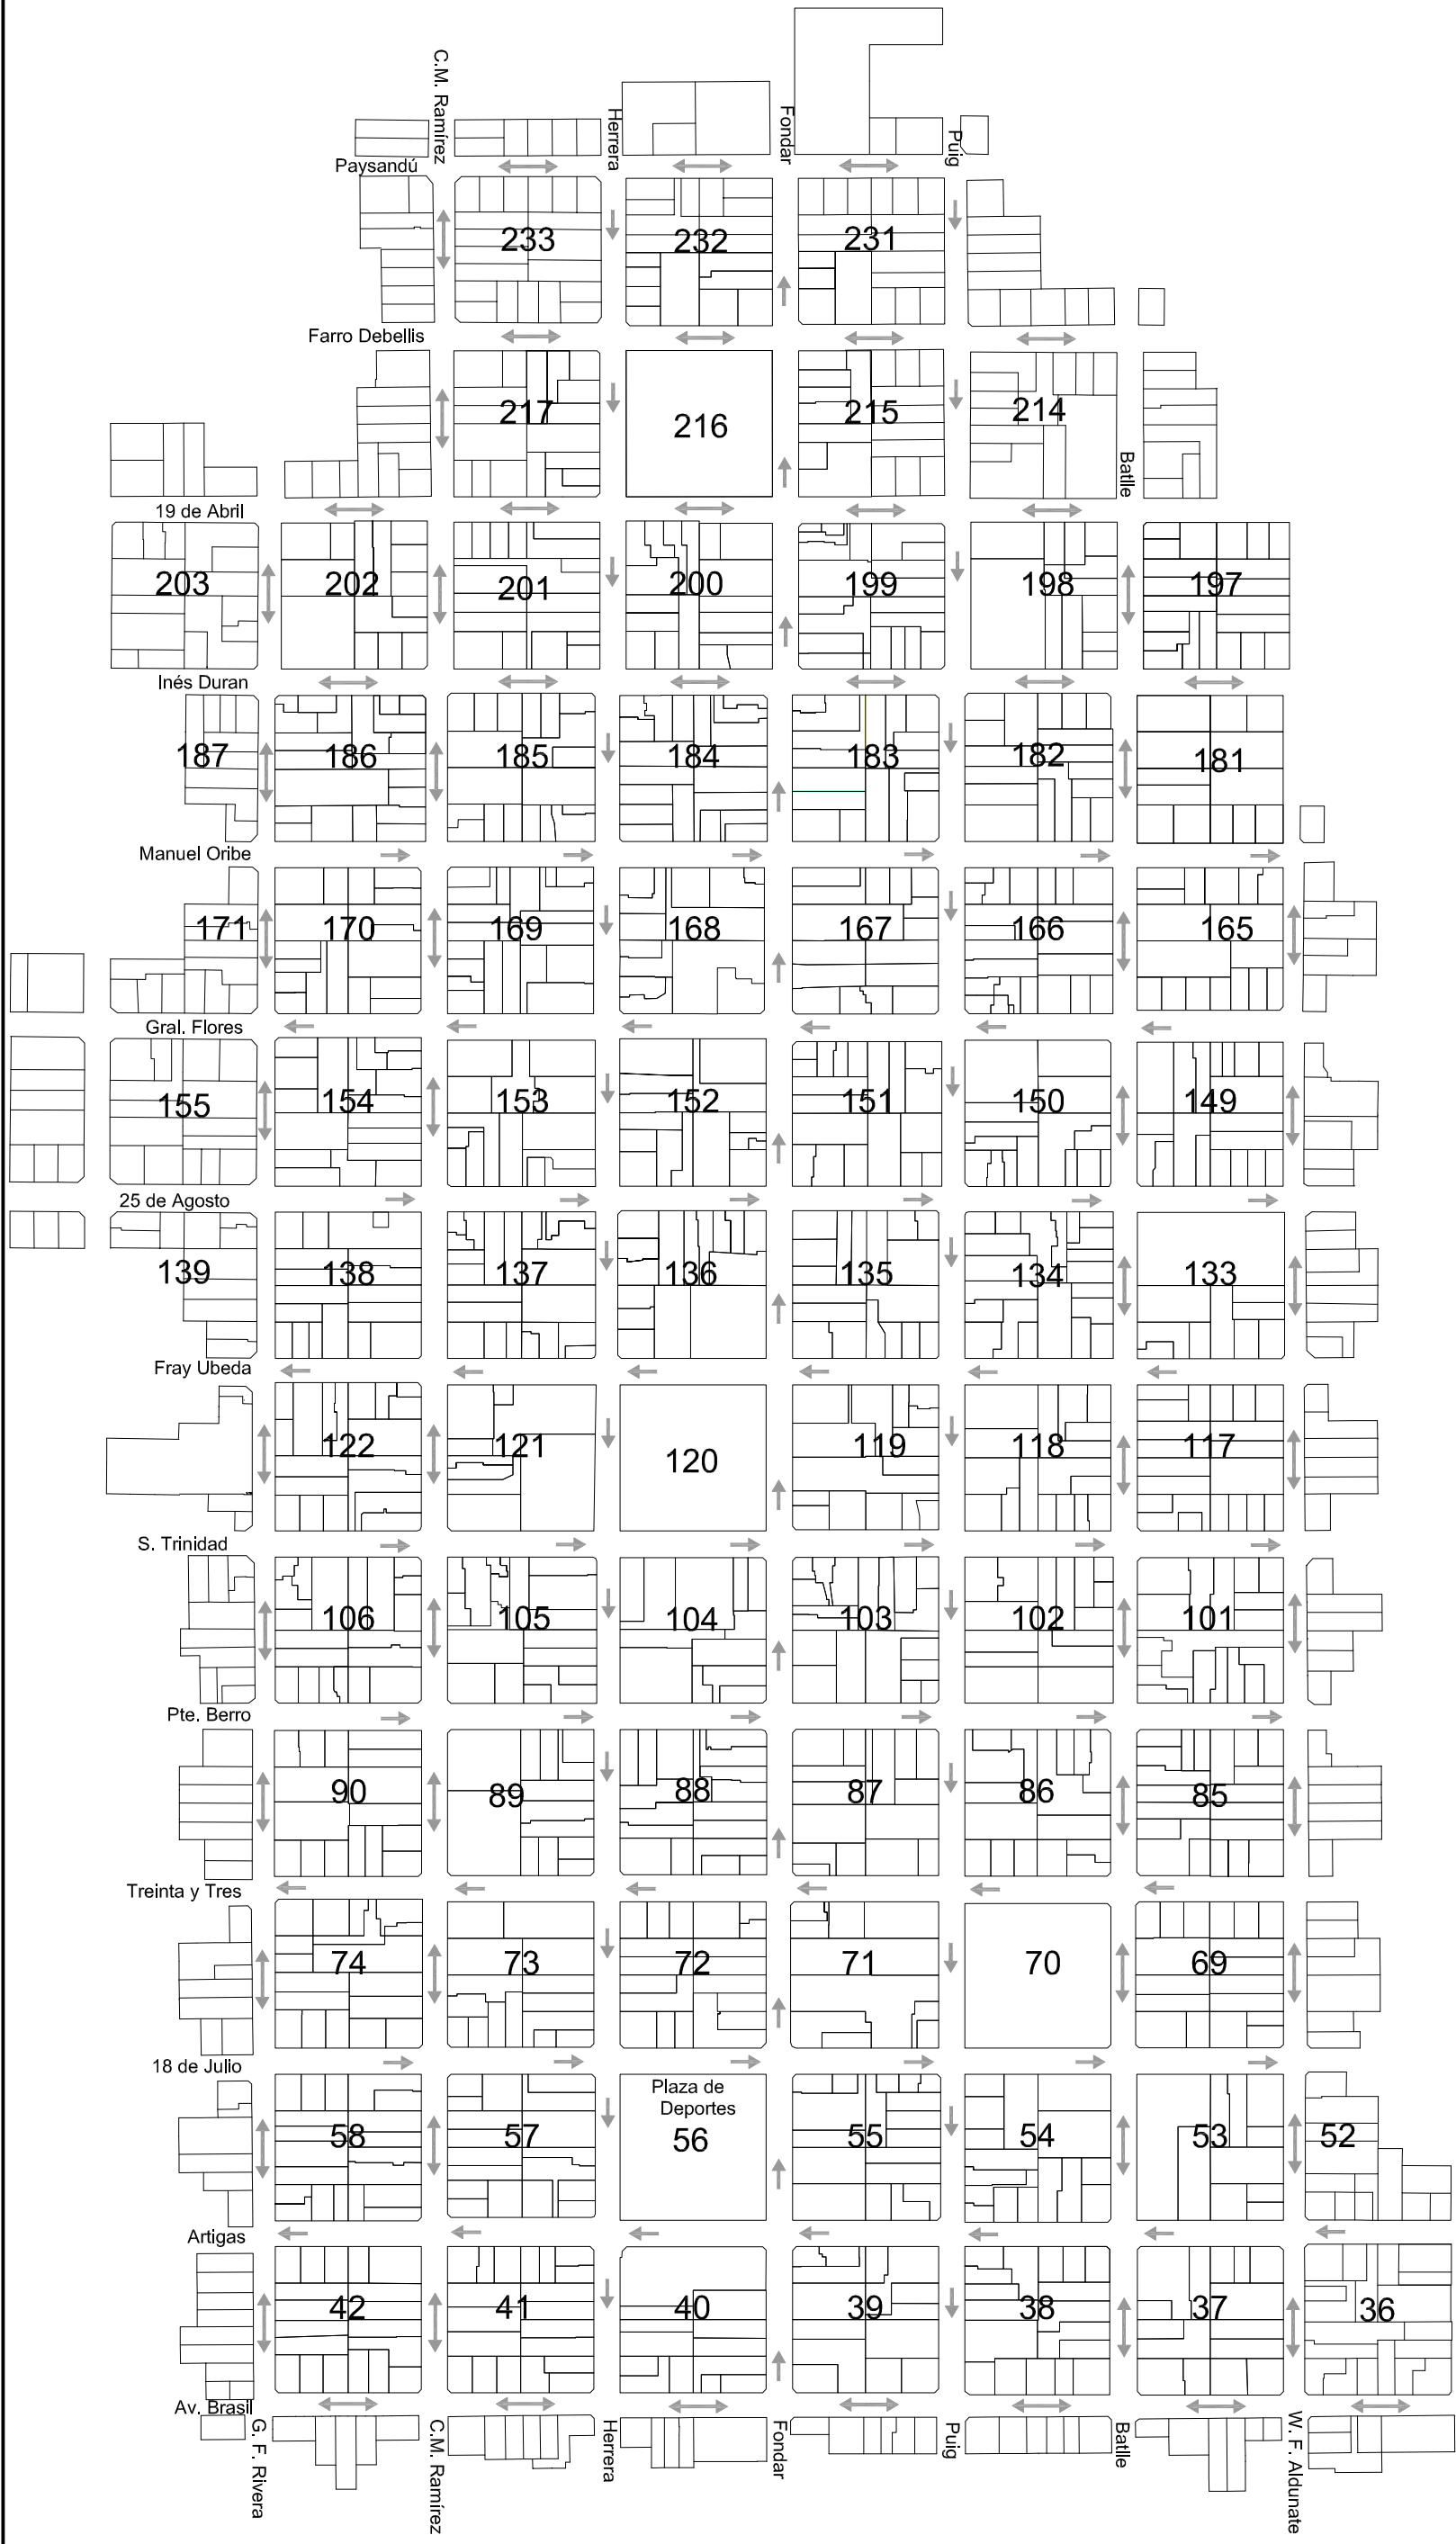 C.M. Ramírez
Herrera
Fondar
Puig
Paysandú
233 232 231
Farro Debellis
217 216 215 214
Batlle
19 de Abril
203 202 201 200 199 198 197
Inés Duran
187 186 185 184 183 182 181
Manuel Oribe
171 170 169 168 167 166 165
Gral. Flores
155 154 153 152 151 150 149
25 de Agosto
139 138 137 136 135 134 133
Fray Ubeda
122 121 120 119 118 117
S. Trinidad
106 105 104 103 102 101
Pte. Berro
90 89 88 87 86 85
Treinta y Tres
74 73 72 71 70 69
18 de Julio
Plaza de
Deportes
58 57 56 55 54 53 52
Artigas
42 41 40 39 38 37 36
Av. Brasil
G. F. Rivera
C.M. Ramírez
Herrera
Fondar
Puig
Batlle
W. F. Aldunate